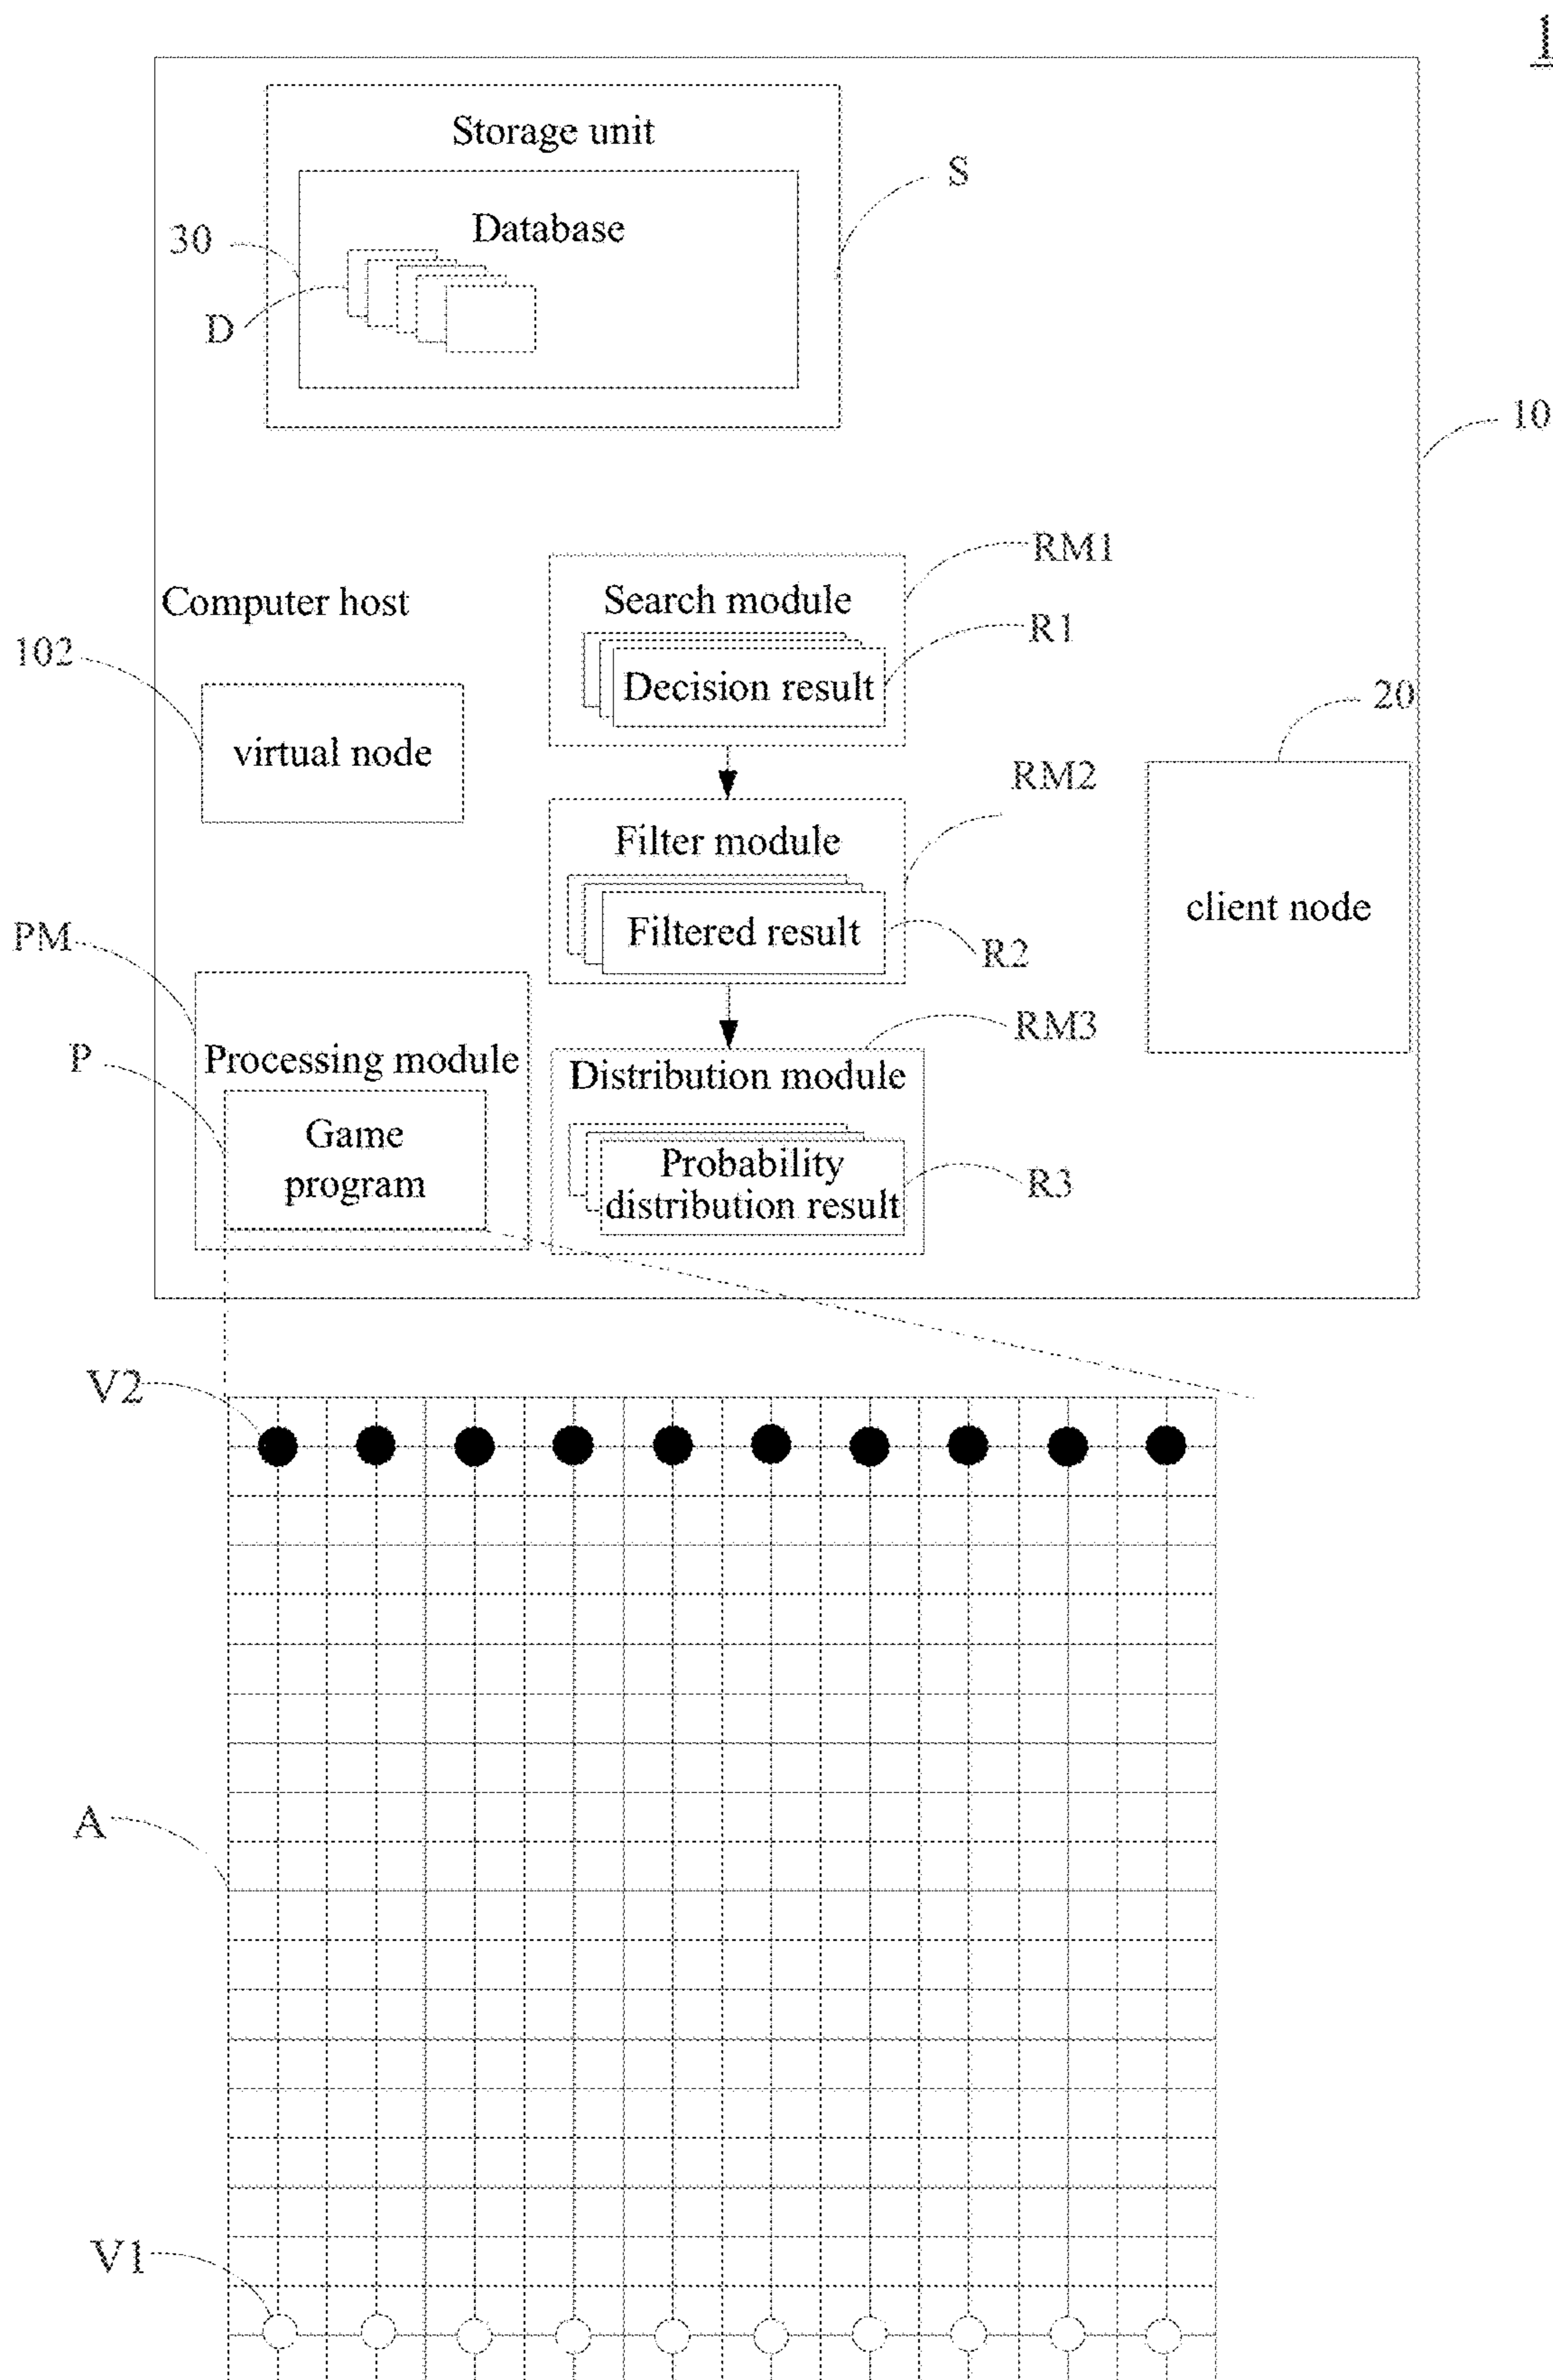 1
Storage unit
S
Database
30
D
10
RM1
Computer host
Search module
R1
102
Decision result
20
virtual node
RM2
Filter module
client node
PM
Filtered result
R2
RM3
P
Processing module
Distribution module
Game
program
Probability
distribution result
R3
V2
A
V1